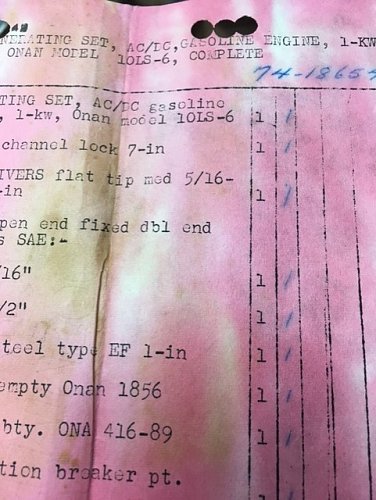 NERATING SET, AC/DC,GASOLINE ENGINE, 1-KW
ONAN MODEL 10LS-6, COMPLETE
74-18659
TING SET, AC/DC gasoline
, 1-kw, Onan model 10LS-6 1 /
channel lock 7-in 1 /
IVERS flat tip med 5/16-
-in 1 /
pen end fixed dbl end
s SAE:-
/16" 1 /
/2" 1 /
teel type EF 1-in 1 /
empty Onan 1856 1 /
bty. ONA 416-89 1 /
tion breaker pt.